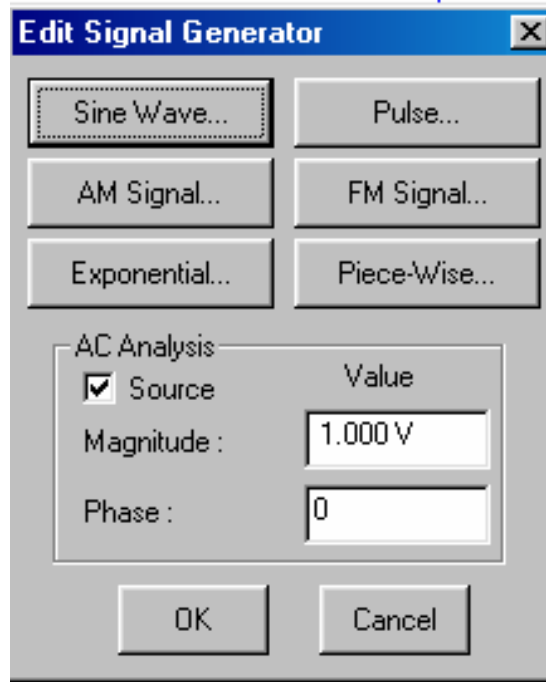 Edit Signal Generator
Sine Wave... Pulse...
AM Signal... FM Signal...
Exponential... Piece-Wise...
AC Analysis
Source Value
Magnitude : 1.000 V
Phase : 0
OK Cancel